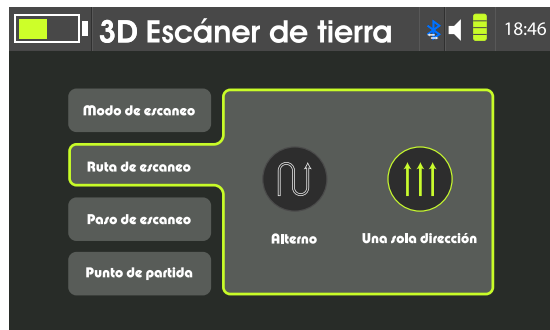 3D Escáner de tierra
18:46
Modo de escaneo
Ruta de escaneo
Paso de escaneo
Punto de partida
Alterno
Una sola dirección